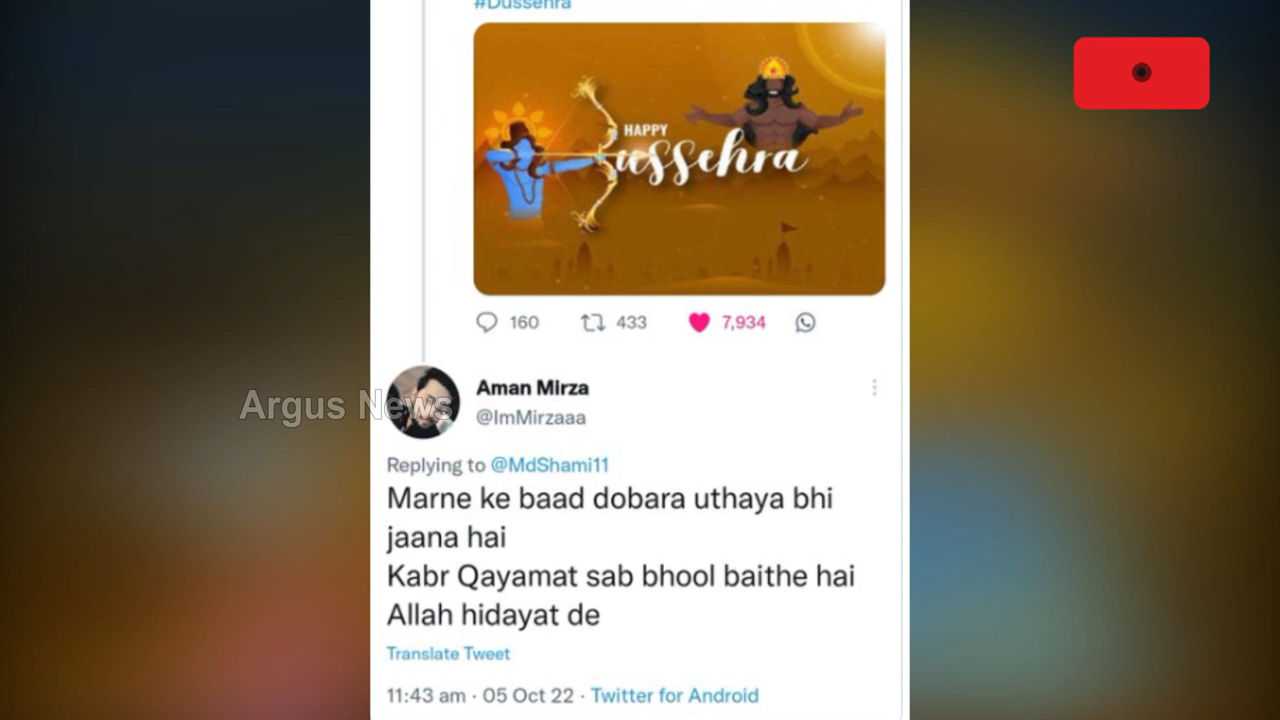 #Dussehra
HAPPY
ussehra
160
433
7,934
Aman Mirza
@ImMirzaaa
Argus News
Replying to @MdShami11
Marne ke baad dobara uthaya bhi
jaana hai
Kabr Qayamat sab bhool baithe hai
Allah hidayat de
Translate Tweet
11:43 am · 05 Oct 22 · Twitter for Android